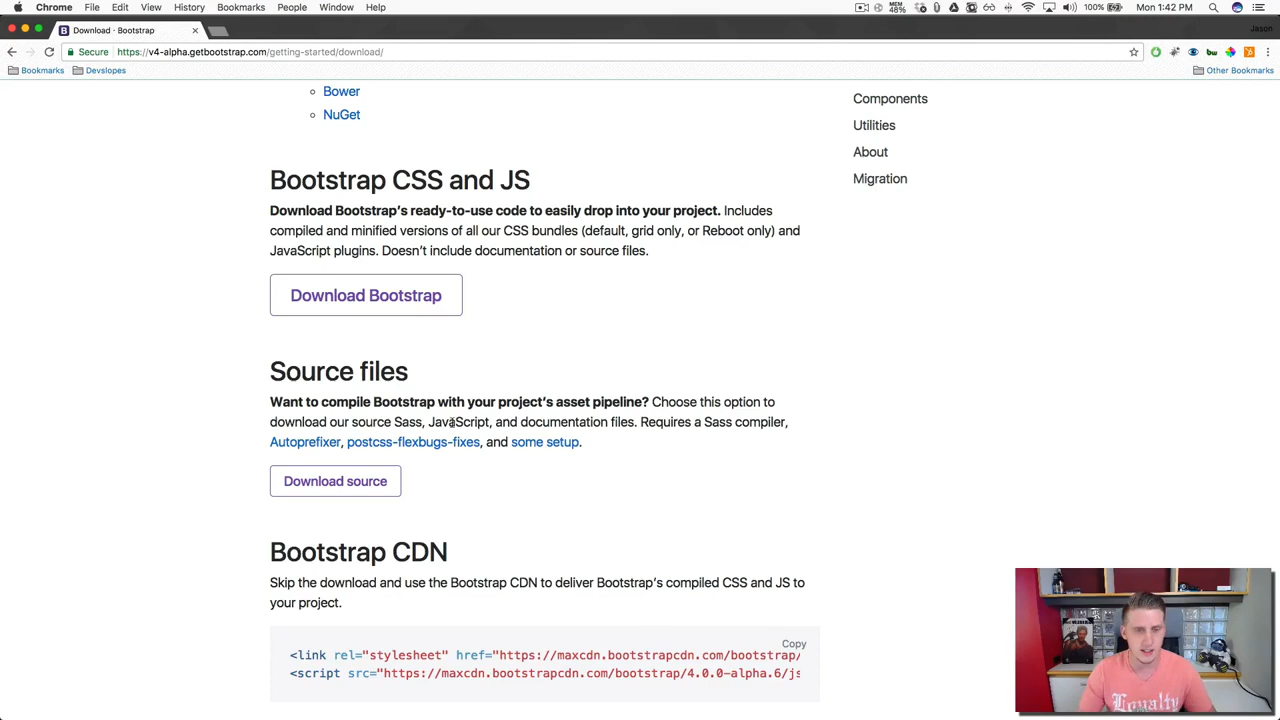 Chrome File Edit View History Bookmarks People Window Help MEM 48% 100% Mon 1:42 PM
Download · Bootstrap Jason
Secure https://v4-alpha.getbootstrap.com/getting-started/download/
Bookmarks Devslopes Other Bookmarks
Bower
NuGet
Components
Utilities
About
Migration
Bootstrap CSS and JS
Download Bootstrap’s ready-to-use code to easily drop into your project. Includes
compiled and minified versions of all our CSS bundles (default, grid only, or Reboot only) and
JavaScript plugins. Doesn’t include documentation or source files.
Download Bootstrap
Source files
Want to compile Bootstrap with your project’s asset pipeline? Choose this option to
download our source Sass, JavaScript, and documentation files. Requires a Sass compiler,
Autoprefixer, postcss-flexbugs-fixes, and some setup.
Download source
Bootstrap CDN
Skip the download and use the Bootstrap CDN to deliver Bootstrap’s compiled CSS and JS to
your project.
Copy
<link rel="stylesheet" href="https://maxcdn.bootstrapcdn.com/bootstrap/
<script src="https://maxcdn.bootstrapcdn.com/bootstrap/4.0.0-alpha.6/js
Loyalty